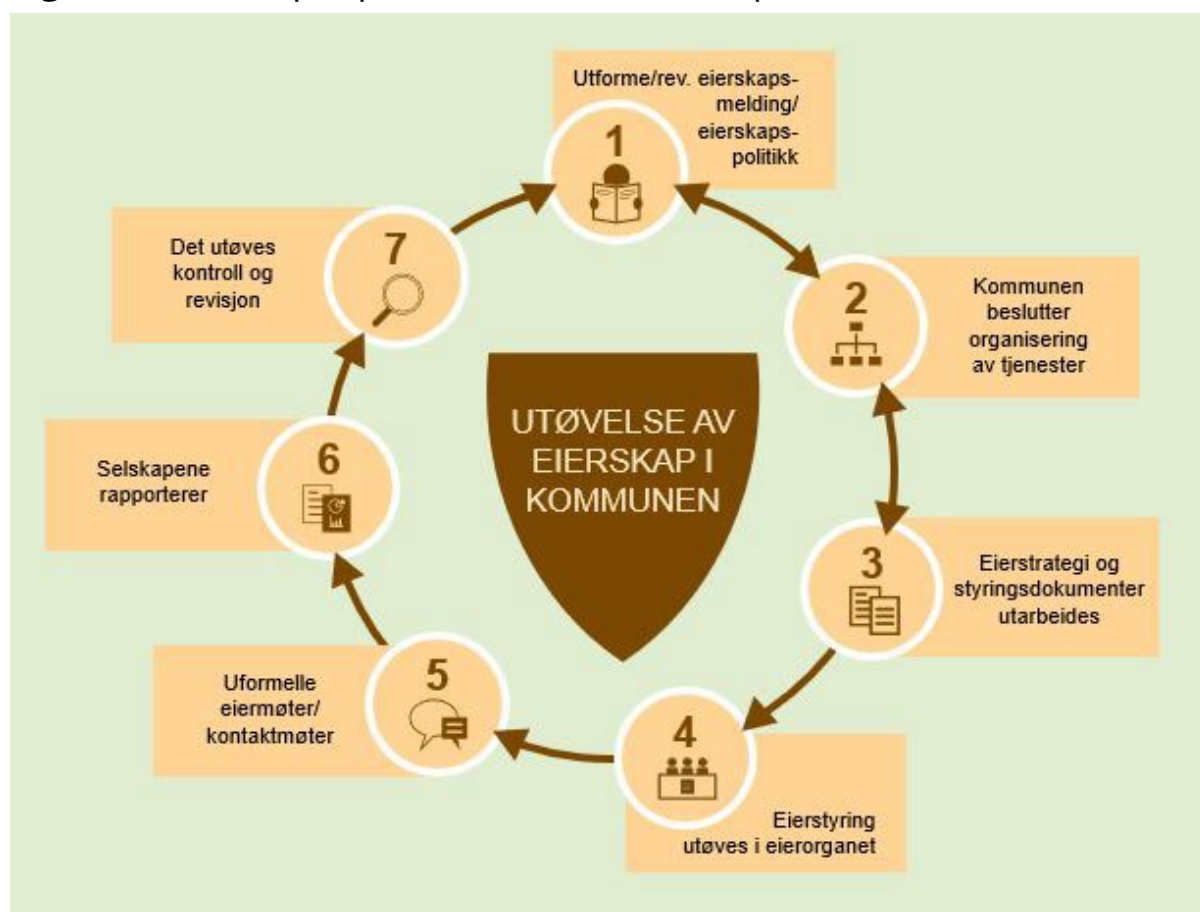 1
Utforme/rev. eierskaps-
melding/
eierskaps-
politikk
2
Kommunen
beslutter
organisering
av tjenester
3
Eierstrategi og
styringsdokumenter
utarbeides
4
Eierstyring
utøves i eierorganet
5
Uformelle
eiermøter/
kontaktmøter
6
Selskapene
rapporterer
7
Det utøves
kontroll og
revisjon
UTØVELSE AV
EIERSKAP I
KOMMUNEN